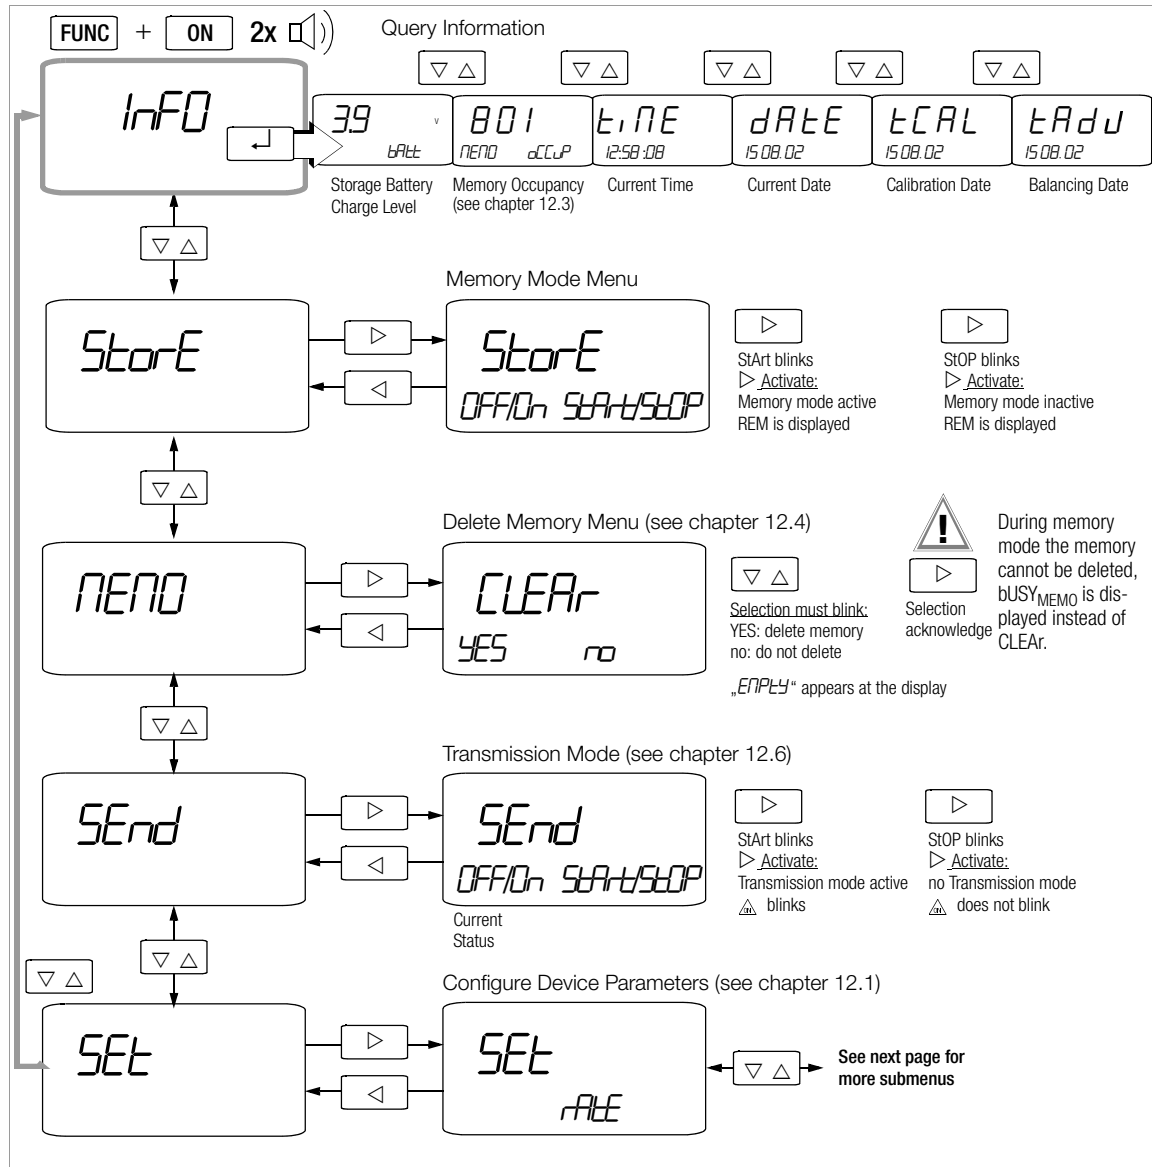 FUNC + ON 2x Query Information
InFO
3.9 V
bAtt
801
MEMO oCCuP
tiME
12:58:08
dAtE
15.08.02
tCAL
15.08.02
tAdJ
15.08.02
Storage Battery
Charge Level
Memory Occupancy
(see chapter 12.3)
Current Time
Current Date
Calibration Date
Balancing Date
Memory Mode Menu
StorE
StorE
OFF/On StArt/StOP
StArt blinks
▷ Activate:
Memory mode active
REM is displayed
StOP blinks
▷ Activate:
Memory mode inactive
REM is displayed
Delete Memory Menu (see chapter 12.4)
MEMO
CLEAr
YES no
Selection must blink:
YES: delete memory
no: do not delete
„EMPtY“ appears at the display
Selection
acknowledge
During memory
mode the memory
cannot be deleted,
bUSYMEMO is dis-
played instead of
CLEAr.
Transmission Mode (see chapter 12.6)
SEnd
SEnd
OFF/On StArt/StOP
Current
Status
StArt blinks
▷ Activate:
Transmission mode active
ON blinks
StOP blinks
▷ Activate:
no Transmission mode
ON does not blink
Configure Device Parameters (see chapter 12.1)
SEt
SEt
rAtE
See next page for
more submenus